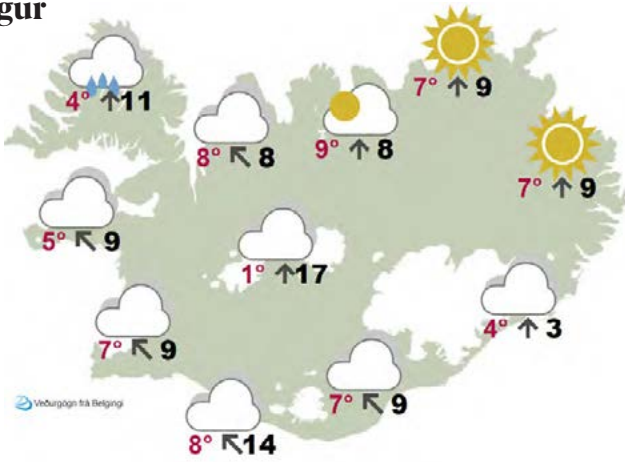 gur
7° ↑ 9
4° ↑ 11
8° ↖ 8
9° ↑ 8
7° ↑ 9
5° ↖ 9
1° ↑ 17
4° ↑ 3
7° ↖ 9
7° ↖ 9
8° ↖ 14
Veðurgögn frá Belgingi